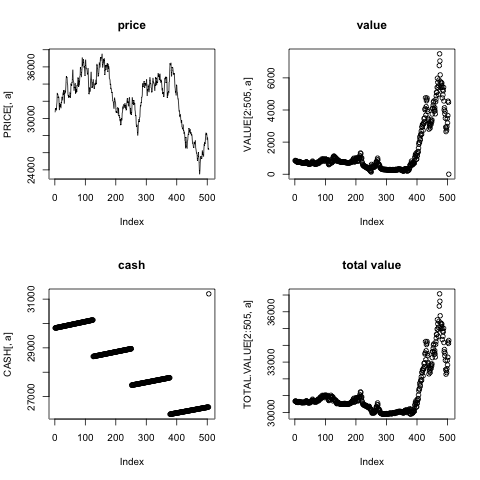 price
PRICE[, a]
24000 30000 36000
0 100 200 300 400 500
Index
value
VALUE[2:505, a]
0 2000 4000 6000
0 100 200 300 400 500
Index
cash
CASH[, a]
27000 29000 31000
0 100 200 300 400 500
Index
total value
TOTAL.VALUE[2:505, a]
30000 33000 36000
0 100 200 300 400 500
Index